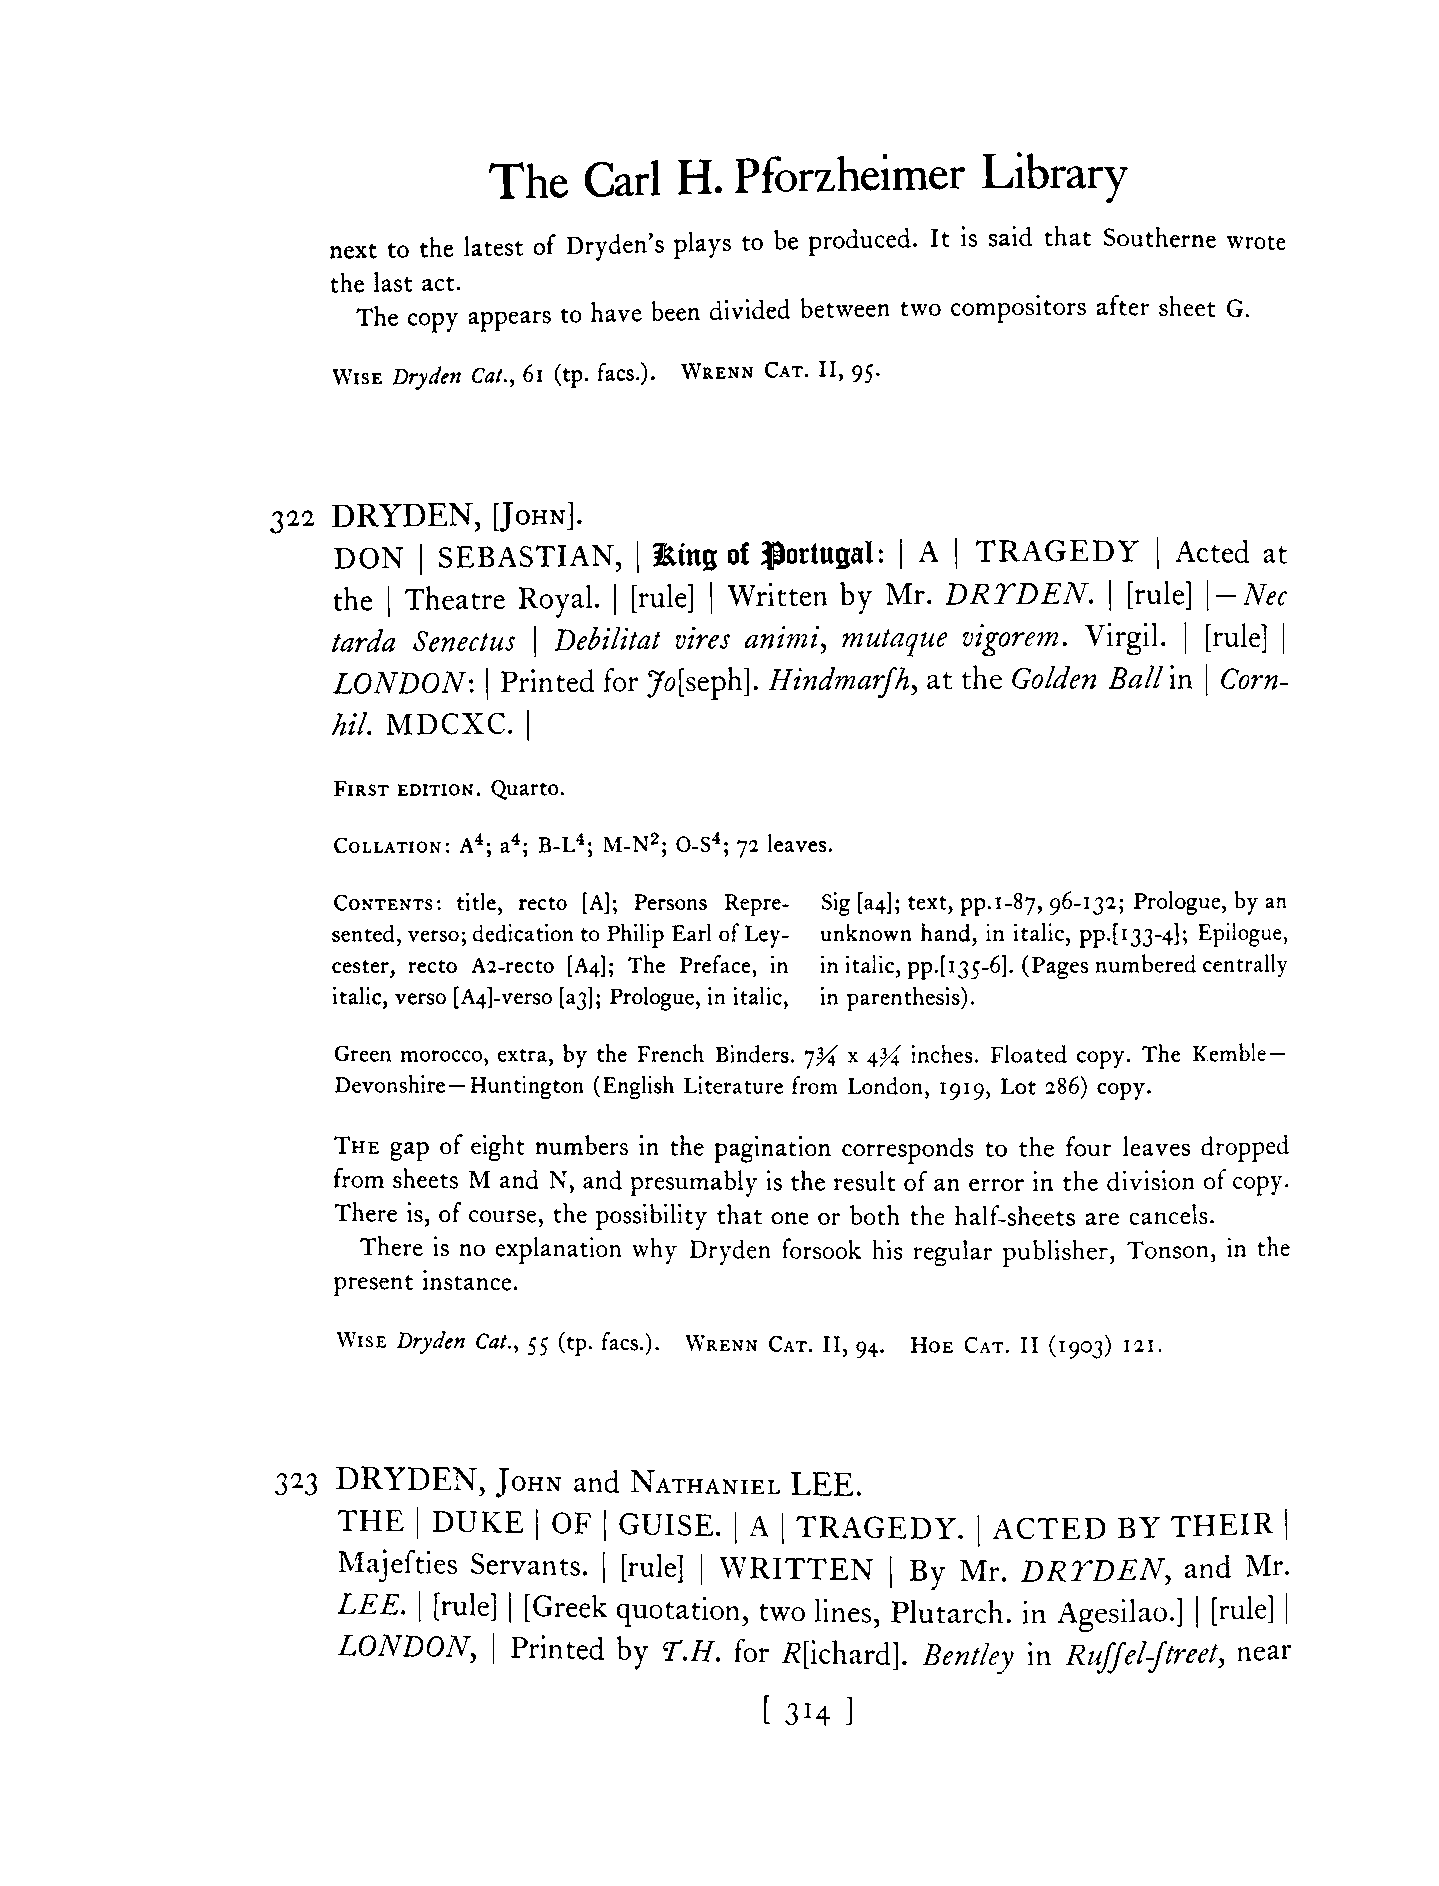 The Carl H. Pforzheimer Library
next to the latest of Dryden's plays to be produced. It is said that Southerne wrote
the last act.
The copy appears to have been divided between two compositors after sheet G.
WISE Dryden Cat., 61 (tp. facs.). WRENN CAT. II, 95.
322 DRYDEN, [JOHN].
DON | SEBASTIAN, | King of Portugal: | A | TRAGEDY | Acted at
the | Theatre Royal. | [rule] | Written by Mr. DRYDEN. | [rule] |—Nec
tarda Senectus | Debilitat vires animi, mutaque vigorem. Virgil. | [rule] |
LONDON: | Printed for Jo[seph]. Hindmarſh, at the Golden Ball in | Corn-
hil. MDCXC. |
FIRST EDITION. Quarto.
COLLATION: A⁴; a⁴; B-L⁴; M-N²; O-S⁴; 72 leaves.
CONTENTS: title, recto [A]; Persons Repre-
sented, verso; dedication to Philip Earl of Ley-
cester, recto A2-recto [A4]; The Preface, in
italic, verso [A4]-verso [a3]; Prologue, in italic,
Sig [a4]; text, pp.1-87, 96-132; Prologue, by an
unknown hand, in italic, pp.[133-4]; Epilogue,
in italic, pp.[135-6]. (Pages numbered centrally
in parenthesis).
Green morocco, extra, by the French Binders. 7¾ x 4¾ inches. Floated copy. The Kemble—
Devonshire—Huntington (English Literature from London, 1919, Lot 286) copy.
THE gap of eight numbers in the pagination corresponds to the four leaves dropped
from sheets M and N, and presumably is the result of an error in the division of copy.
There is, of course, the possibility that one or both the half-sheets are cancels.
There is no explanation why Dryden forsook his regular publisher, Tonson, in the
present instance.
WISE Dryden Cat., 55 (tp. facs.). WRENN CAT. II, 94. HOE CAT. II (1903) 121.
323 DRYDEN, JOHN and NATHANIEL LEE.
THE | DUKE | OF | GUISE. | A | TRAGEDY. | ACTED BY THEIR |
Majeſties Servants. | [rule] | WRITTEN | By Mr. DRYDEN, and Mr.
LEE. | [rule] | [Greek quotation, two lines, Plutarch. in Agesilao.] | [rule] |
LONDON, | Printed by T.H. for R[ichard]. Bentley in Ruſſel-ſtreet, near
[ 314 ]